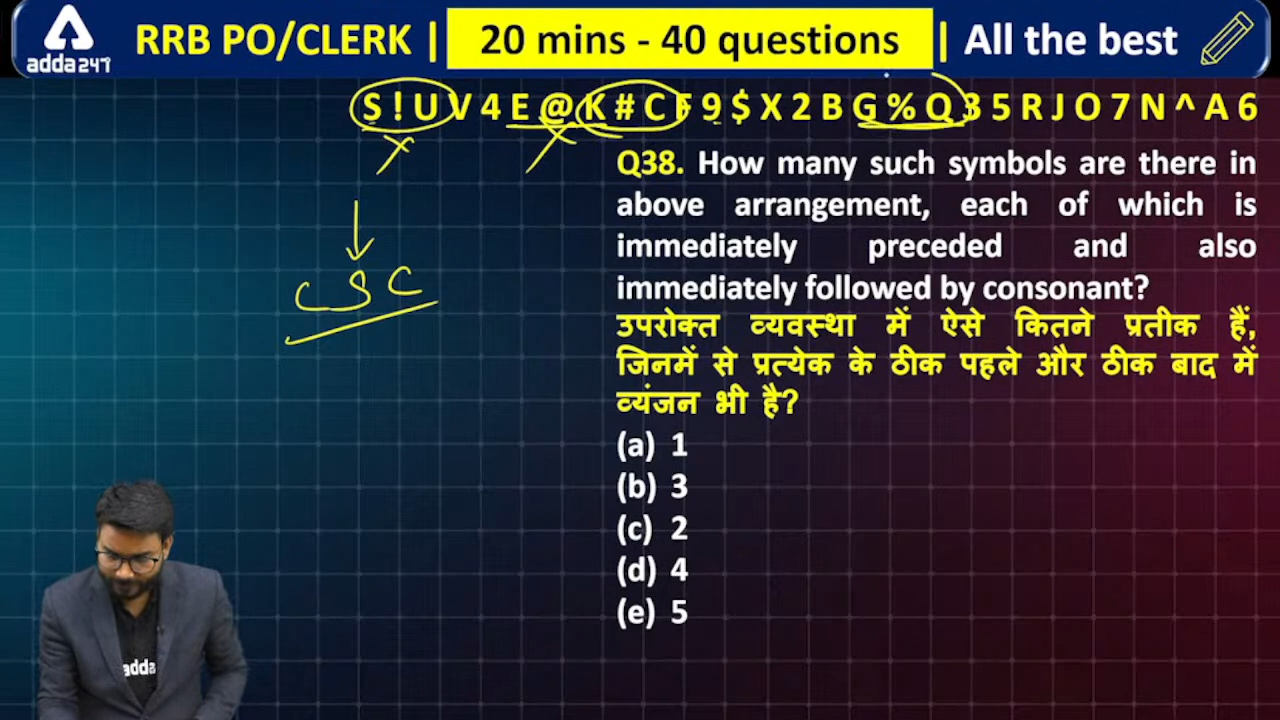 adda247
RRB PO/CLERK | 20 mins - 40 questions | All the best
S ! U V 4 E @ K # C F 9 $ X 2 B G % Q 3 5 R J O 7 N ^ A 6
Q38. How many such symbols are there in
above arrangement, each of which is
immediately preceded and also
immediately followed by consonant?
उपरोक्त व्यवस्था में ऐसे कितने प्रतीक हैं,
जिनमें से प्रत्येक के ठीक पहले और ठीक बाद में
व्यंजन भी है?
(a) 1
(b) 3
(c) 2
(d) 4
(e) 5
C S C
adda